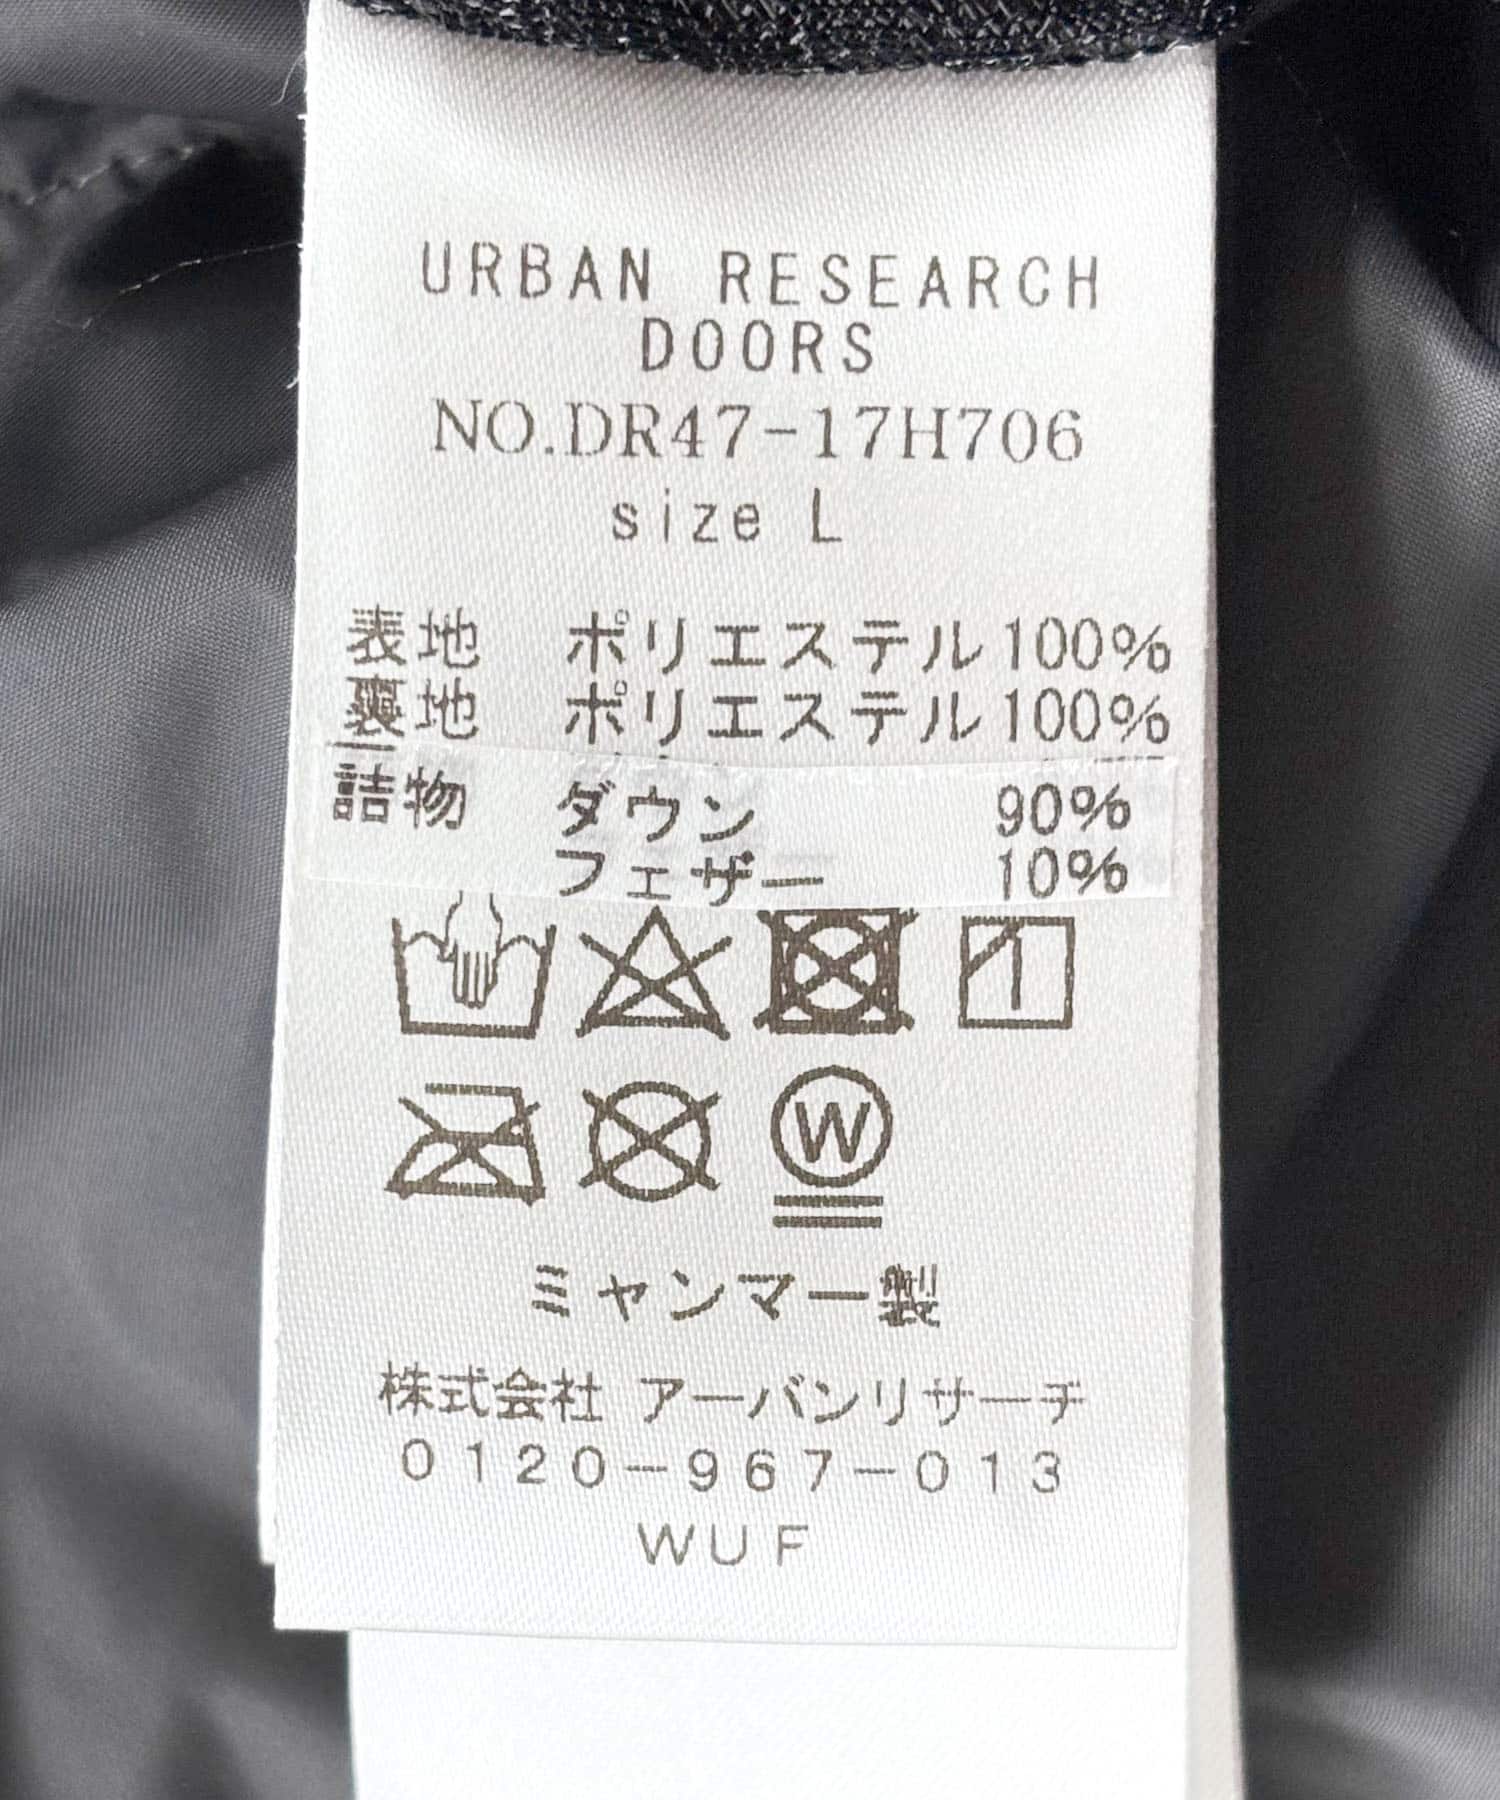 URBAN RESEARCH
DOORS
NO.DR47-17H706
size L
表地 ポリエステル100%
裏地 ポリエステル100%
詰物 ダウン 90%
フェザー 10%
W
ミャンマー製
株式会社 アーバンリサーチ
0120-967-013
WUF